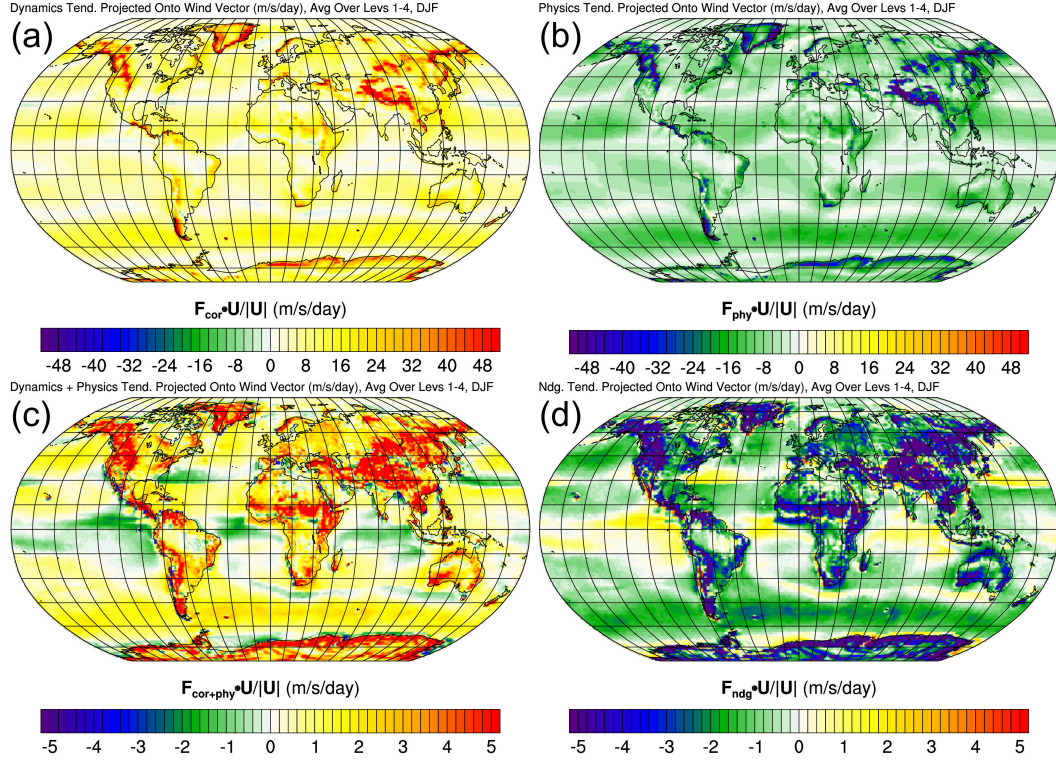 Dynamics Tend. Projected Onto Wind Vector (m/s/day), Avg Over Levs 1-4, DJF
(a)
F_cor•U/|U| (m/s/day)
-48 -40 -32 -24 -16 -8 0 8 16 24 32 40 48
Physics Tend. Projected Onto Wind Vector (m/s/day), Avg Over Levs 1-4, DJF
(b)
F_phy•U/|U| (m/s/day)
-48 -40 -32 -24 -16 -8 0 8 16 24 32 40 48
Dynamics + Physics Tend. Projected Onto Wind Vector (m/s/day), Avg Over Levs 1-4, DJF
(c)
F_cor+phy•U/|U| (m/s/day)
-5 -4 -3 -2 -1 0 1 2 3 4 5
Ndg. Tend. Projected Onto Wind Vector (m/s/day), Avg Over Levs 1-4, DJF
(d)
F_ndg•U/|U| (m/s/day)
-5 -4 -3 -2 -1 0 1 2 3 4 5